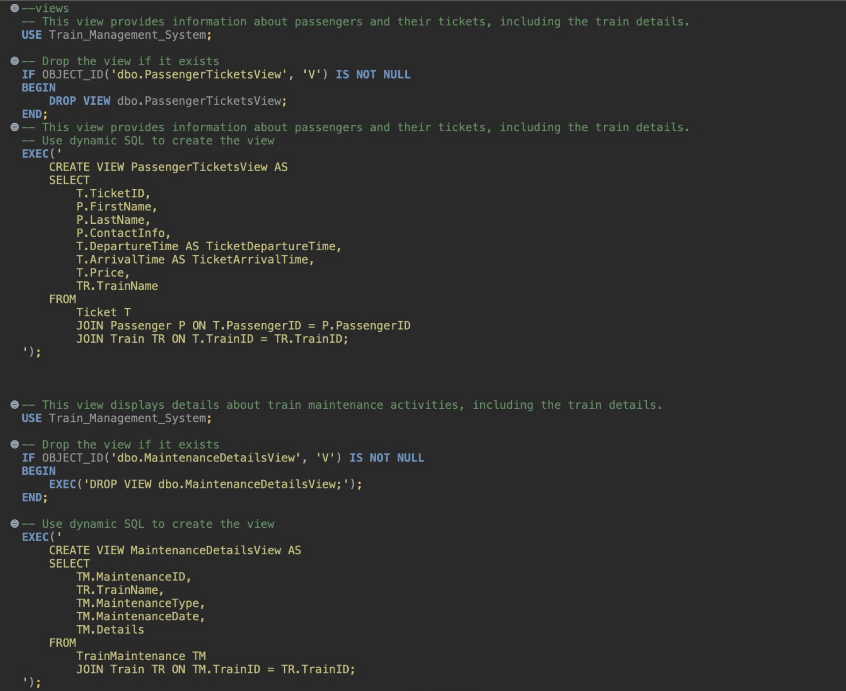 --views
-- This view provides information about passengers and their tickets, including the train details.
USE Train_Management_System;
-- Drop the view if it exists
IF OBJECT_ID('dbo.PassengerTicketsView', 'V') IS NOT NULL
BEGIN
DROP VIEW dbo.PassengerTicketsView;
END;
-- This view provides information about passengers and their tickets, including the train details.
-- Use dynamic SQL to create the view
EXEC('
CREATE VIEW PassengerTicketsView AS
SELECT
T.TicketID,
P.FirstName,
P.LastName,
P.ContactInfo,
T.DepartureTime AS TicketDepartureTime,
T.ArrivalTime AS TicketArrivalTime,
T.Price,
TR.TrainName
FROM
Ticket T
JOIN Passenger P ON T.PassengerID = P.PassengerID
JOIN Train TR ON T.TrainID = TR.TrainID;
');
-- This view displays details about train maintenance activities, including the train details.
USE Train_Management_System;
-- Drop the view if it exists
IF OBJECT_ID('dbo.MaintenanceDetailsView', 'V') IS NOT NULL
BEGIN
EXEC('DROP VIEW dbo.MaintenanceDetailsView;');
END;
-- Use dynamic SQL to create the view
EXEC('
CREATE VIEW MaintenanceDetailsView AS
SELECT
TM.MaintenanceID,
TR.TrainName,
TM.MaintenanceType,
TM.MaintenanceDate,
TM.Details
FROM
TrainMaintenance TM
JOIN Train TR ON TM.TrainID = TR.TrainID;
');